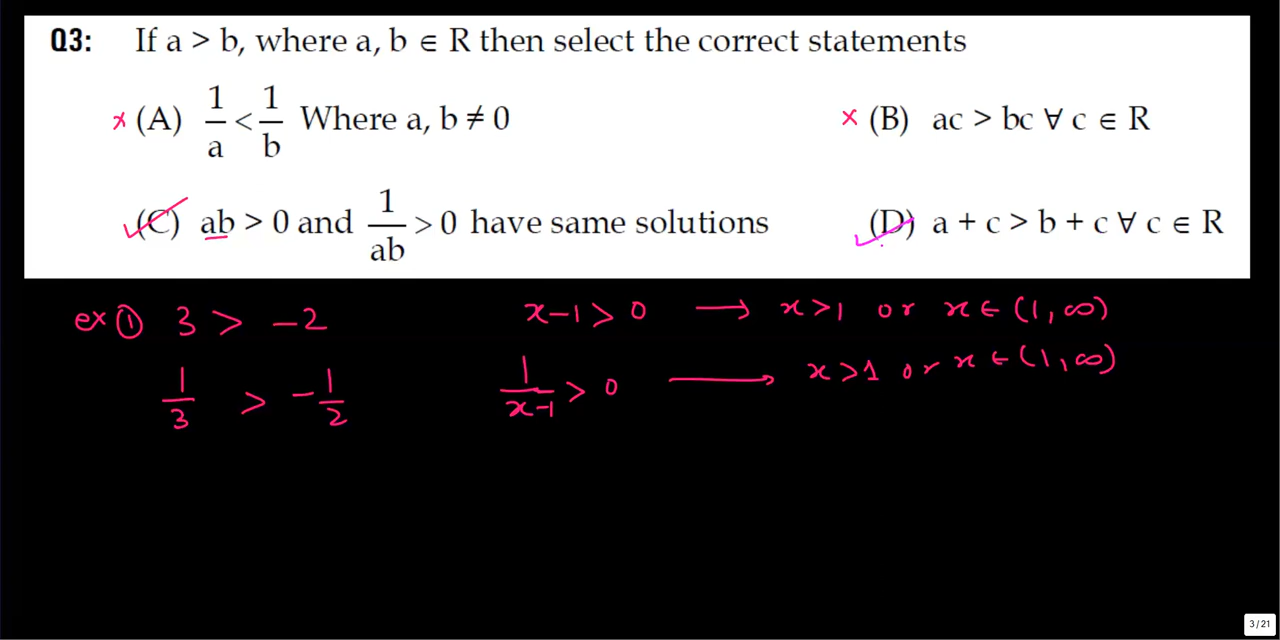 Q3: If a > b, where a, b ∈ R then select the correct statements
× (A) 1/a < 1/b Where a, b ≠ 0
× (B) ac > bc ∀ c ∈ R
✓ (C) ab > 0 and 1/ab > 0 have same solutions
✓ (D) a + c > b + c ∀ c ∈ R
ex ① 3 > -2
1/3 > -1/2
x-1 > 0 → x > 1 or x ∈ (1, ∞)
1/x-1 > 0 → x > 1 or x ∈ (1, ∞)
3 / 21